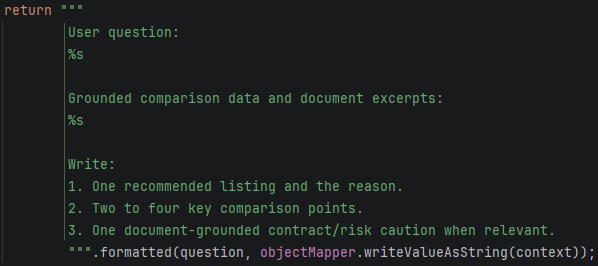 return """
User question:
%s
Grounded comparison data and document excerpts:
%s
Write:
1. One recommended listing and the reason.
2. Two to four key comparison points.
3. One document-grounded contract/risk caution when relevant.
""".formatted(question, objectMapper.writeValueAsString(context));